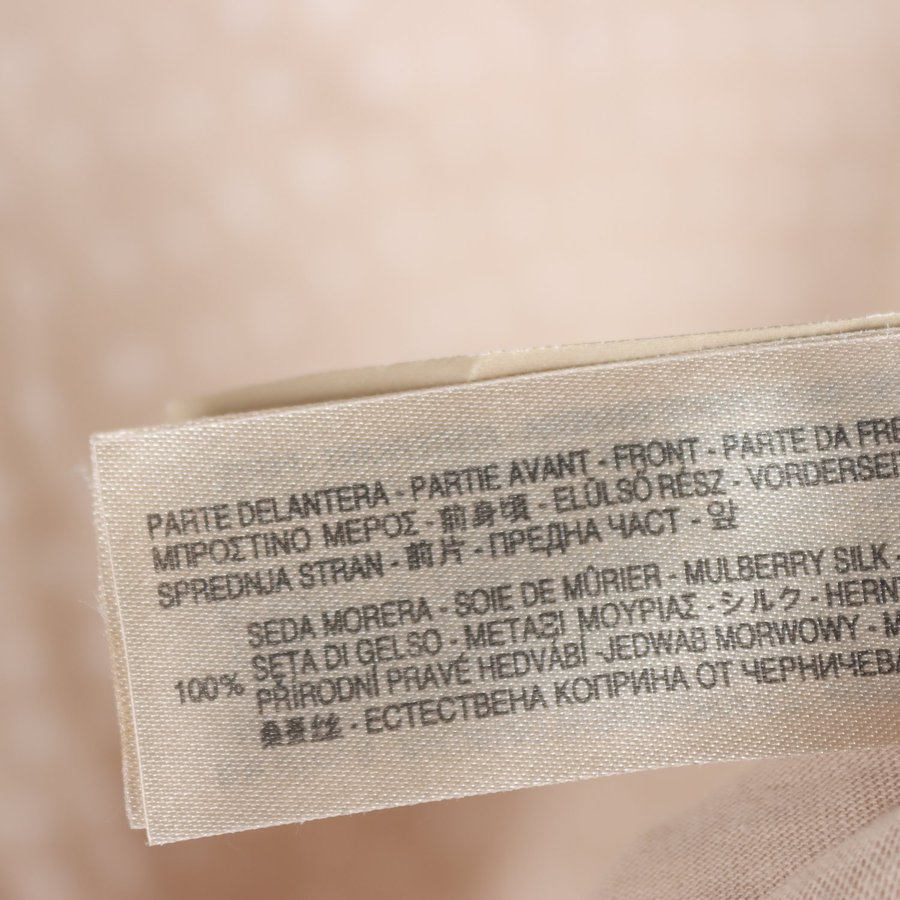 PARTE DELANTERA - PARTIE AVANT - FRONT - PARTE DA FRE
ΜΠΡΟΣΤΙΝΟ ΜΕΡΟΣ - 前身頃 - ELÜLSŐ RÉSZ - VORDERSEIT
SPREDNJA STRAN - 前片 - ПРЕДНА ЧАСТ - 앞
SEDA MORERA - SOIE DE MÛRIER - MULBERRY SILK -
SETA DI GELSO - ΜΕΤΑΞΙ ΜΟΥΡΙΑΣ - シルク - HERN
100% PŘÍRODNÍ PRAVÉ HEDVÁBÍ -JEDWAB MORWOWY - M
桑蚕丝 - ЕСТЕСТВЕНА КОПРИНА ОТ ЧЕРНИЧЕВА